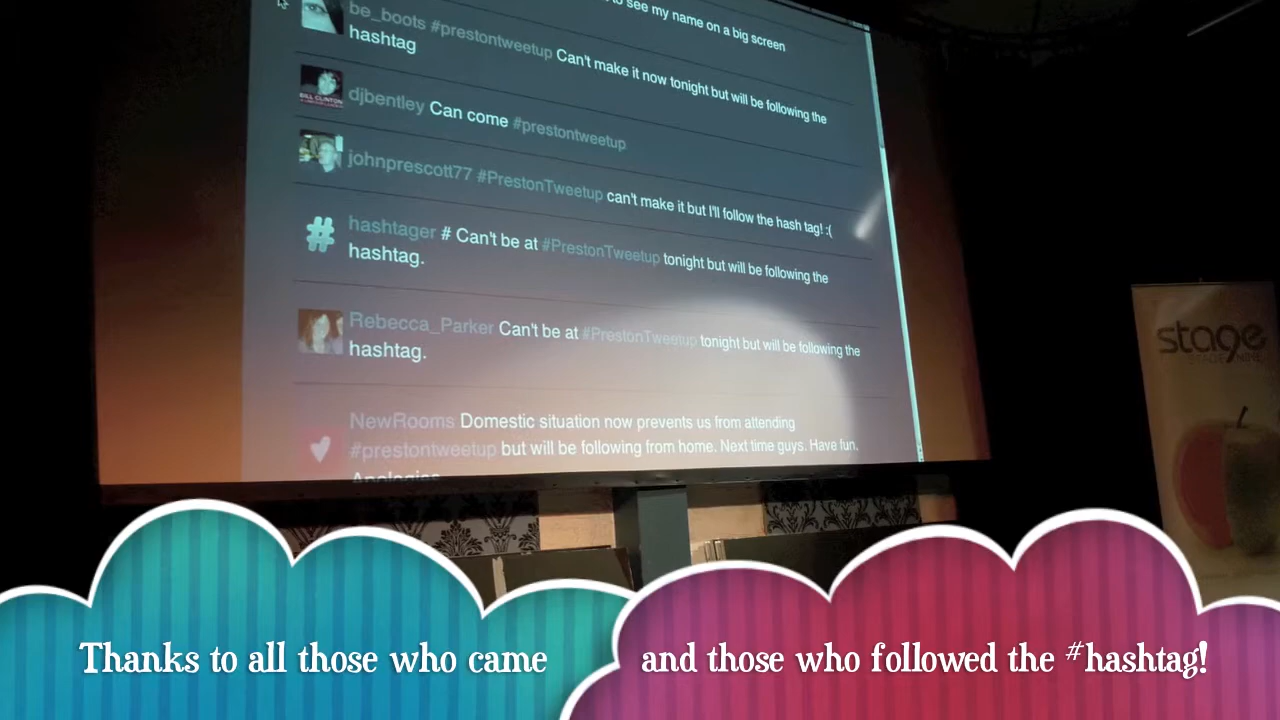 to see my name on a big screen
be_boots #prestontweetup Can't make it now tonight but will be following the
hashtag
BILL CLINTON
djbentley Can come #prestontweetup
johnprescott77 #PrestonTweetup can't make it but I'll follow the hash tag! :(
#
hashtager # Can't be at #PrestonTweetup tonight but will be following the
hashtag.
Rebecca_Parker Can't be at #PrestonTweetup tonight but will be following the
hashtag.
NewRooms Domestic situation now prevents us from attending
#prestontweetup but will be following from home. Next time guys. Have fun.
Apologies
stage
Thanks to all those who came
and those who followed the #hashtag!